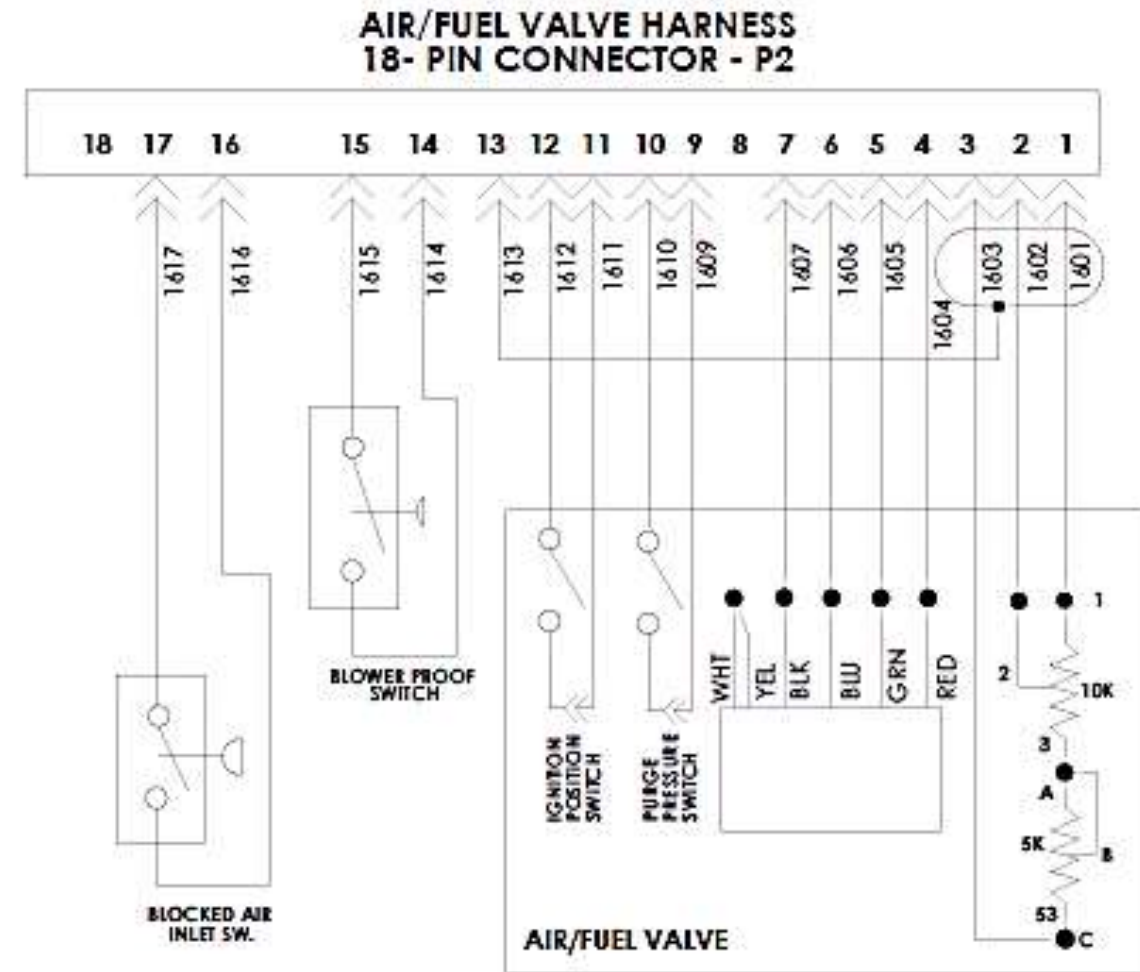 AIR/FUEL VALVE HARNESS
18- PIN CONNECTOR - P2
18 17 16 15 14 13 12 11 10 9 8 7 6 5 4 3 2 1
1617
1616
1615
1614
1613
1612
1611
1610
1609
1607
1606
1605
1604
1603
1602
1601
BLOWER PROOF
SWITCH
BLOCKED AIR
INLET SW.
IGNITION
POSITION
SWITCH
PURGE
PRESSURE
SWITCH
WHT
YEL
BLK
BLU
GRN
RED
1
2
10K
3
A
5K
B
53
C
AIR/FUEL VALVE